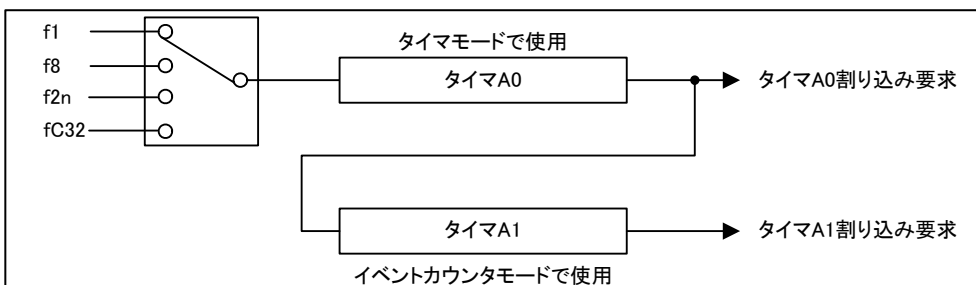 f1
f8
f2n
fC32
タイマモードで使用
タイマA0
タイマA0割り込み要求
タイマA1
タイマA1割り込み要求
イベントカウンタモードで使用